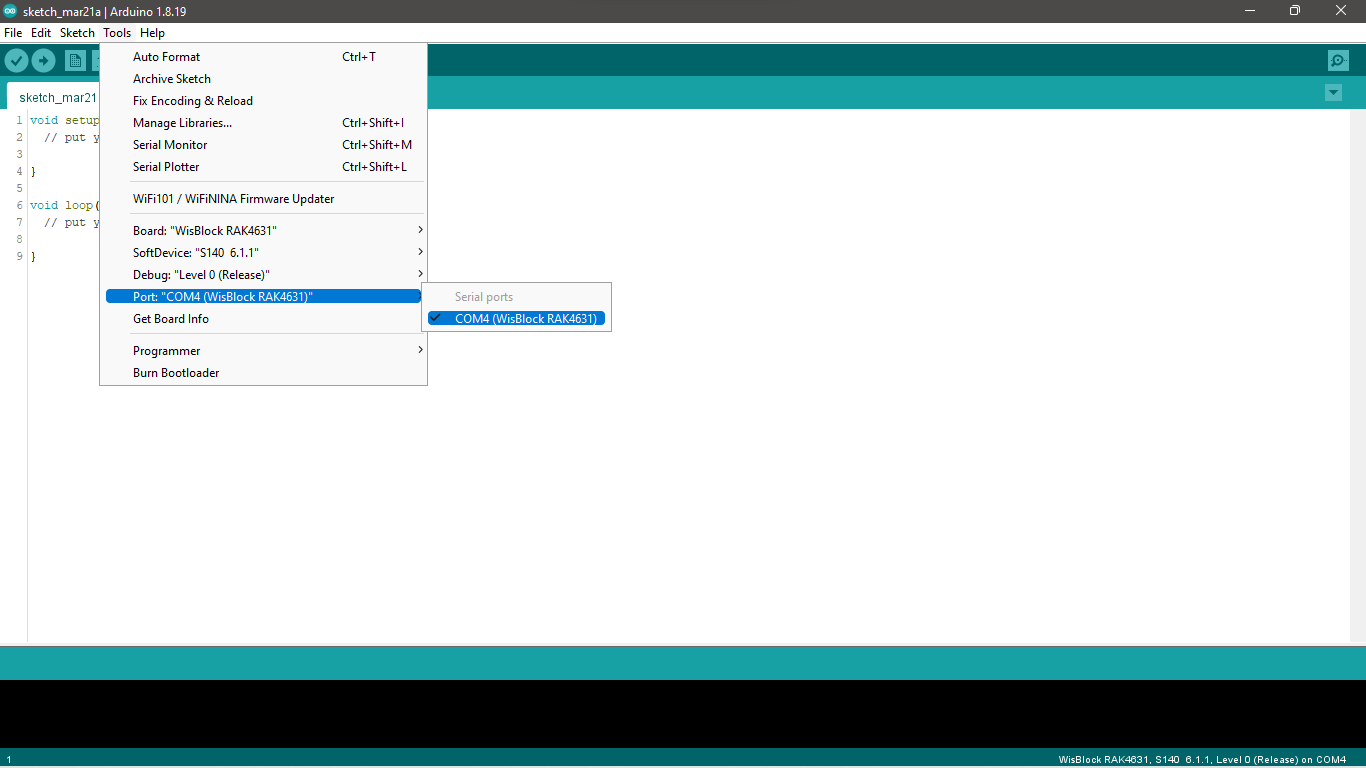 sketch_mar21a | Arduino 1.8.19
File Edit Sketch Tools Help
sketch_mar21
Auto Format Ctrl+T
Archive Sketch
Fix Encoding & Reload
Manage Libraries... Ctrl+Shift+I
Serial Monitor Ctrl+Shift+M
Serial Plotter Ctrl+Shift+L
WiFi101 / WiFiNINA Firmware Updater
Board: "WisBlock RAK4631"
SoftDevice: "S140 6.1.1"
Debug: "Level 0 (Release)"
Port: "COM4 (WisBlock RAK4631)"
Get Board Info
Programmer
Burn Bootloader
Serial ports
COM4 (WisBlock RAK4631)
1 void setup
2 // put y
3
4 }
5
6 void loop(
7 // put y
8
9 }
1
WisBlock RAK4631, S140 6.1.1, Level 0 (Release) on COM4